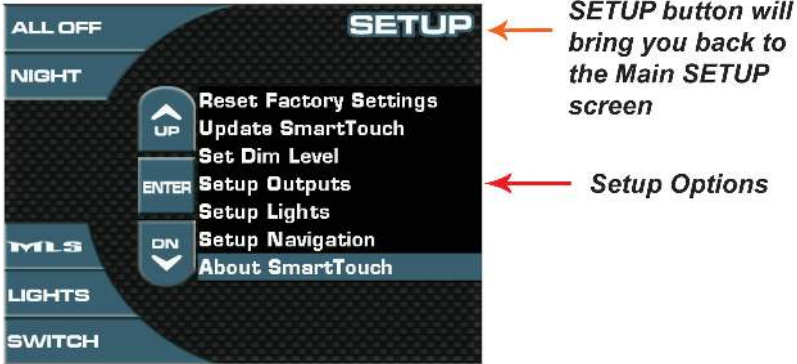 ALL OFF
NIGHT
SETUP
SETUP button will
bring you back to
the Main SETUP
screen
UP
ENTER
DN
Reset Factory Settings
Update SmartTouch
Set Dim Level
Setup Outputs
Setup Lights
Setup Navigation
About SmartTouch
Setup Options
MLS
LIGHTS
SWITCH